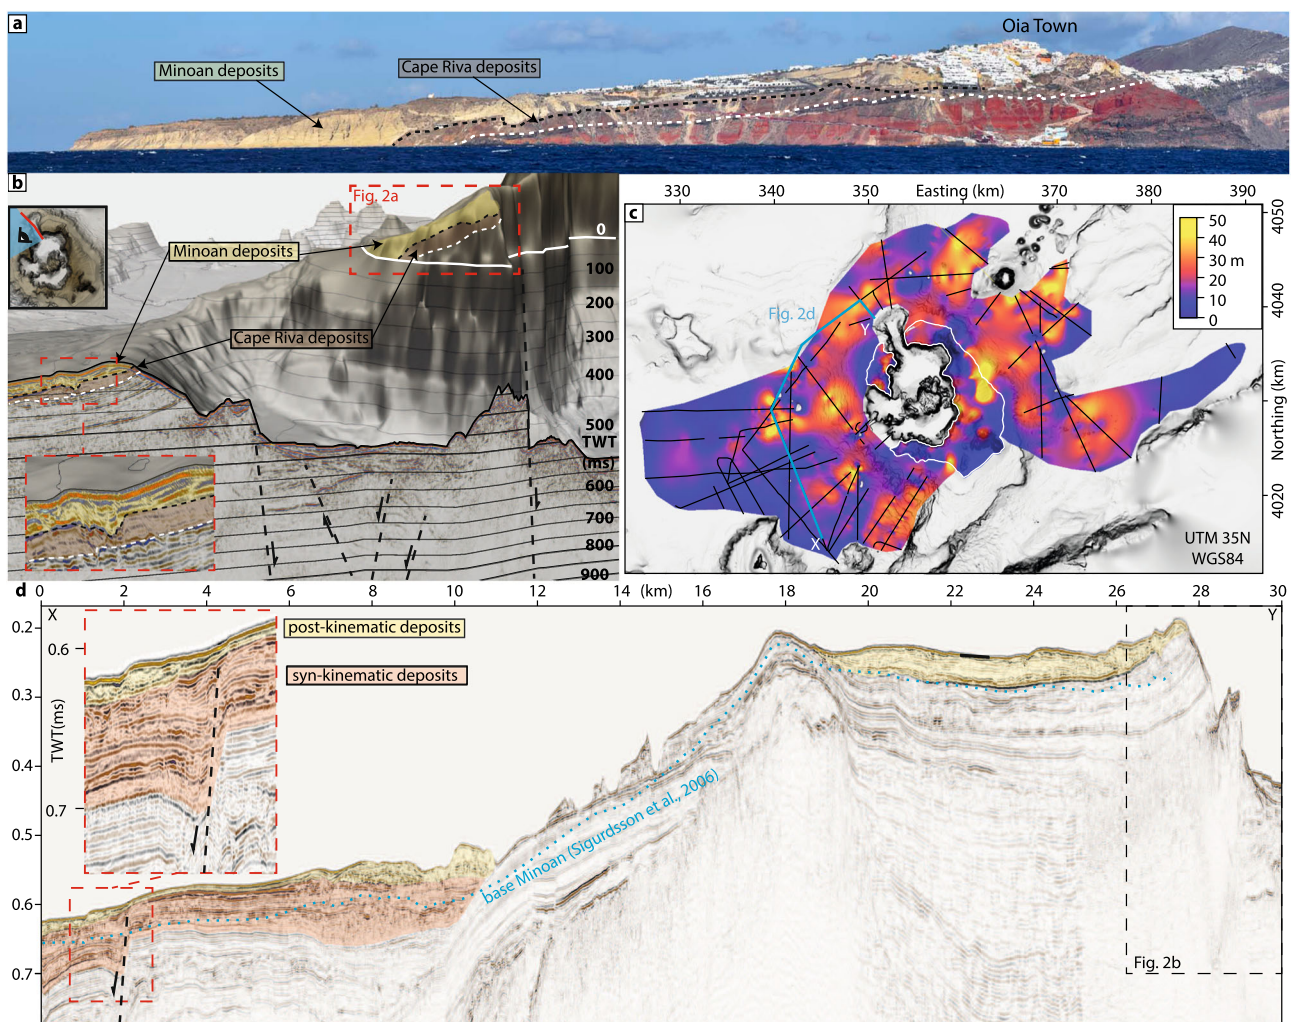 a
Oia Town
Minoan deposits
Cape Riva deposits
b
Fig. 2a
Minoan deposits
Cape Riva deposits
0
100
200
300
400
500
TWT
(ms)
600
700
800
900
c
330 340 350 Easting (km) 370 380 390
4050
4040
Northing (km)
4020
50
40
30 m
20
10
0
Fig. 2d
Y
X
UTM 35N
WGS84
d
0 2 4 6 8 10 12 14 (km) 16 18 20 22 24 26 28 30
X
Y
0.2
0.3
0.4
0.5
0.6
0.7
TWT(ms)
0.6
0.7
post-kinematic deposits
syn-kinematic deposits
base Minoan (Sigurdsson et al., 2006)
Fig. 2b